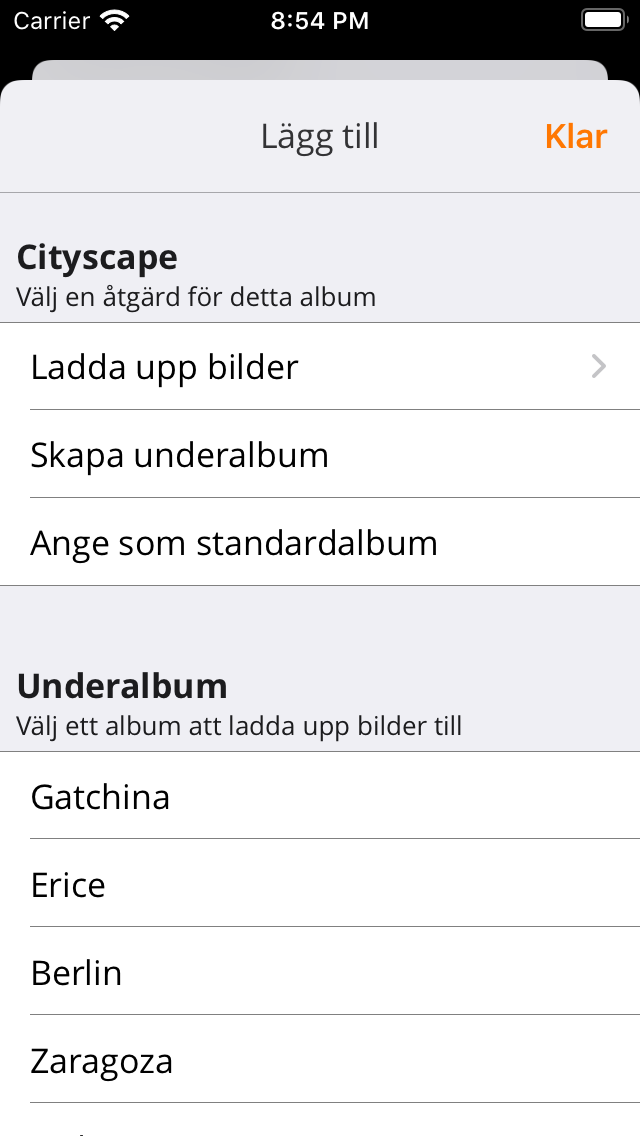 Carrier 8:54 PM
Lägg till Klar
Cityscape
Välj en åtgärd för detta album
Ladda upp bilder
Skapa underalbum
Ange som standardalbum
Underalbum
Välj ett album att ladda upp bilder till
Gatchina
Erice
Berlin
Zaragoza